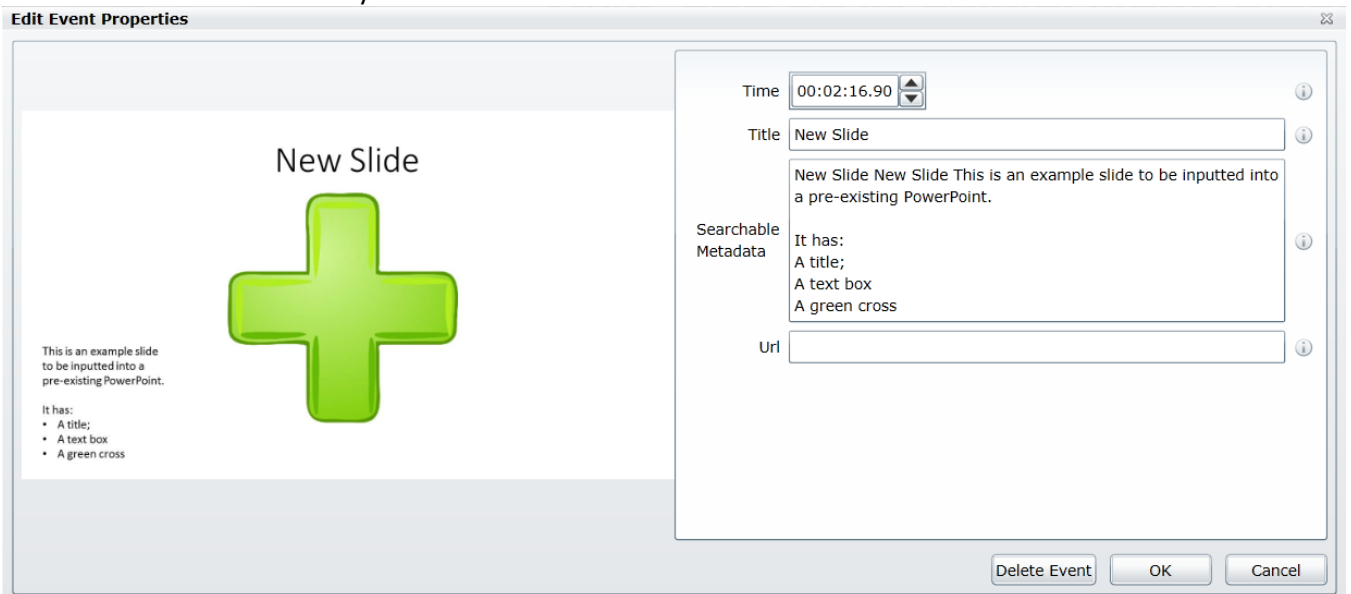 Edit Event Properties
New Slide
This is an example slide
to be inputted into a
pre-existing PowerPoint.
It has:
• A title;
• A text box
• A green cross
Time 00:02:16.90
Title New Slide
Searchable
Metadata
New Slide New Slide This is an example slide to be inputted into
a pre-existing PowerPoint.
It has:
A title;
A text box
A green cross
Url
Delete Event OK Cancel